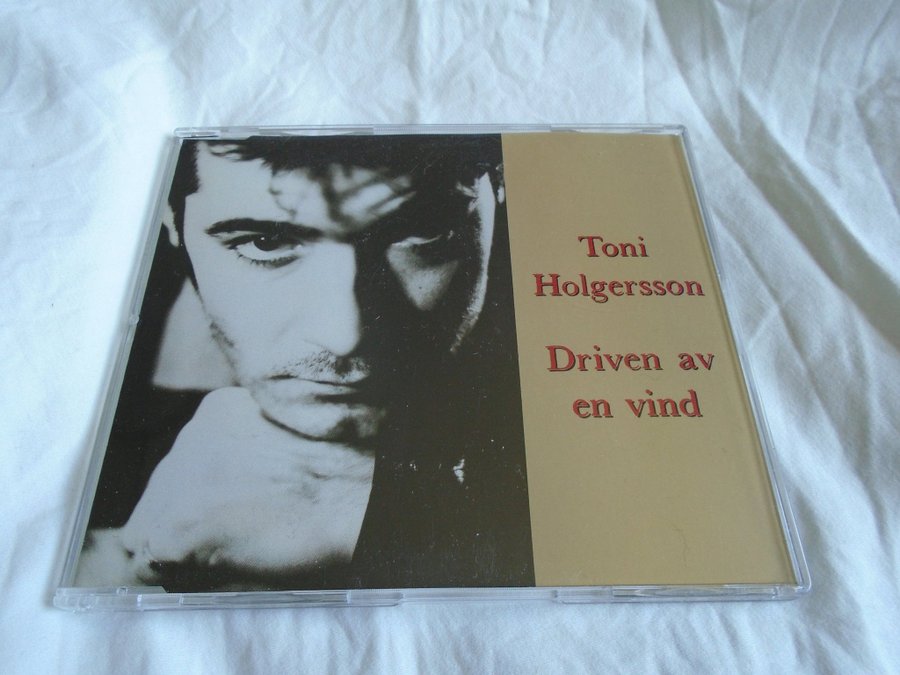 Toni
Holgersson
Driven av
en vind